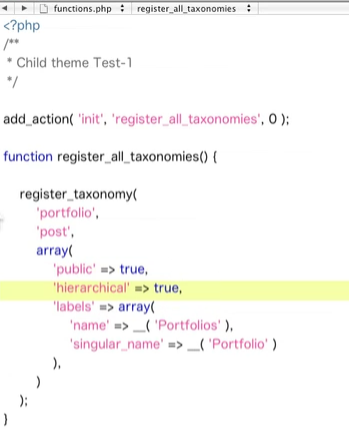 functions.php register_all_taxonomies
<?php
/**
 * Child theme Test-1
 */
add_action( 'init', 'register_all_taxonomies', 0 );
function register_all_taxonomies() {
    register_taxonomy(
        'portfolio',
        'post',
        array(
            'public' => true,
            'hierarchical' => true,
            'labels' => array(
                'name' => __( 'Portfolios' ),
                'singular_name' => __( 'Portfolio' )
            ),
        )
    );
}